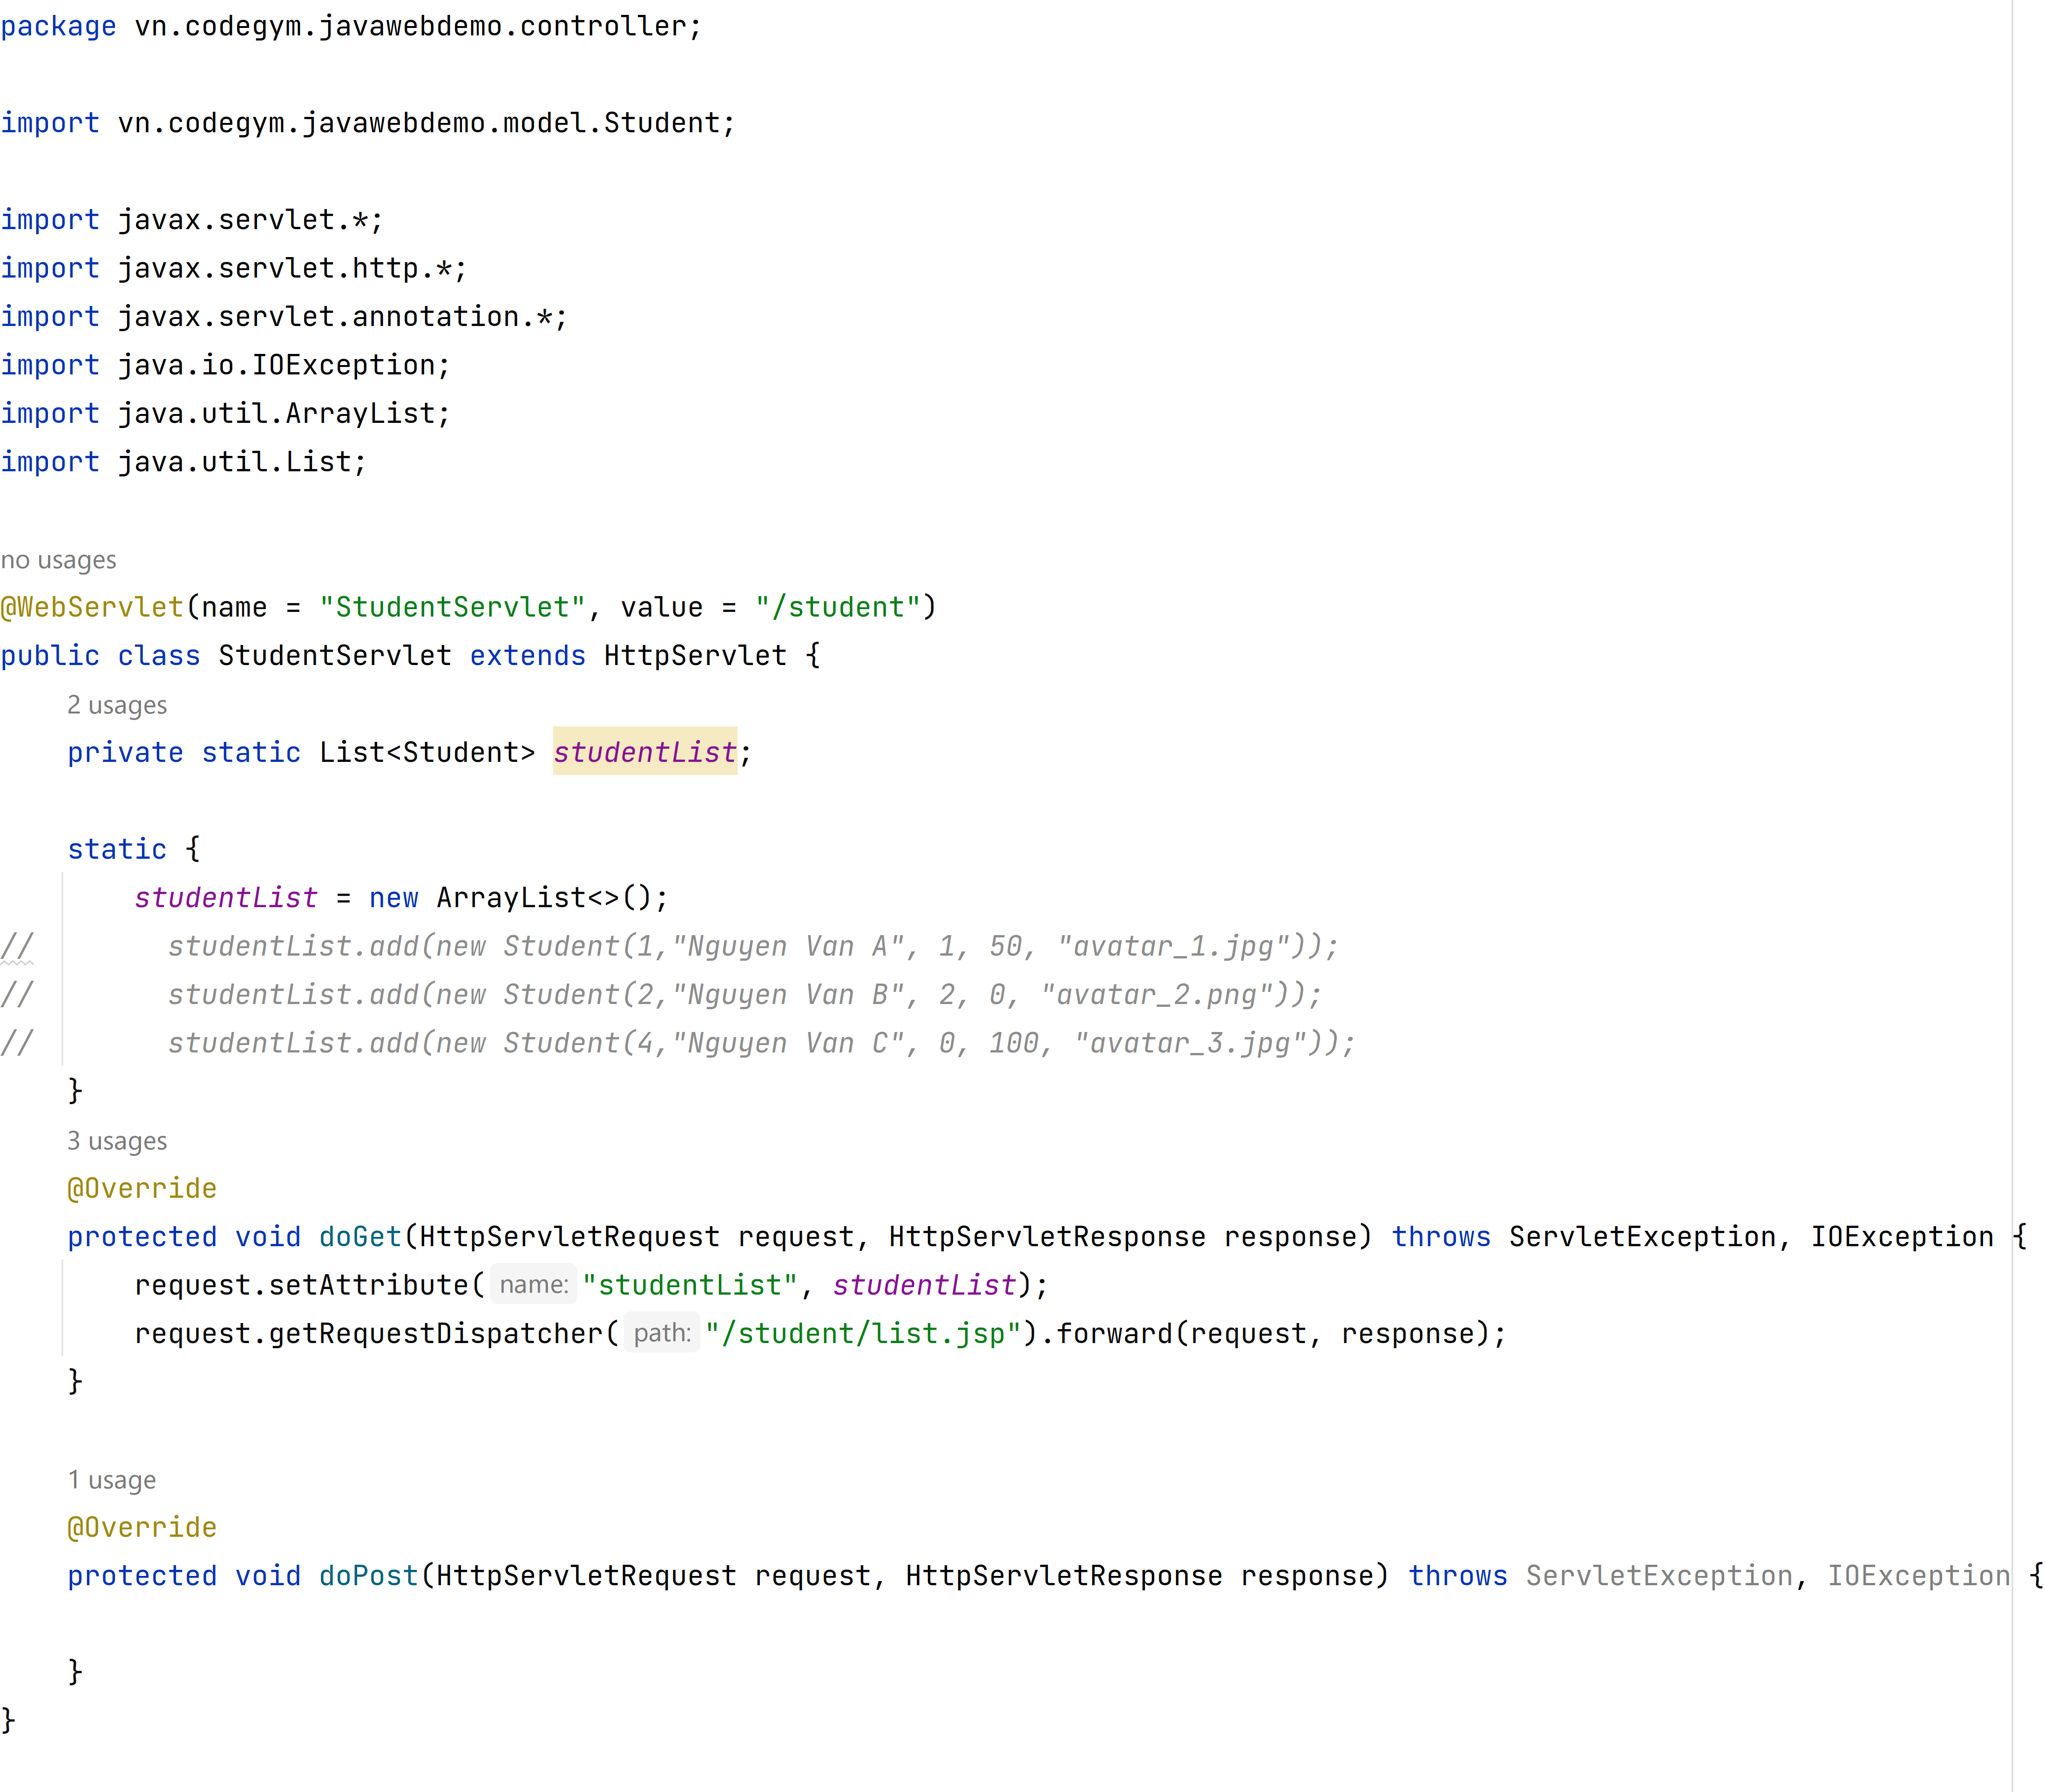 package vn.codegym.javawebdemo.controller;
import vn.codegym.javawebdemo.model.Student;
import javax.servlet.*;
import javax.servlet.http.*;
import javax.servlet.annotation.*;
import java.io.IOException;
import java.util.ArrayList;
import java.util.List;
no usages
@WebServlet(name = "StudentServlet", value = "/student")
public class StudentServlet extends HttpServlet {
2 usages
private static List<Student> studentList;
static {
studentList = new ArrayList<>();
// studentList.add(new Student(1,"Nguyen Van A", 1, 50, "avatar_1.jpg"));
// studentList.add(new Student(2,"Nguyen Van B", 2, 0, "avatar_2.png"));
// studentList.add(new Student(4,"Nguyen Van C", 0, 100, "avatar_3.jpg"));
}
3 usages
@Override
protected void doGet(HttpServletRequest request, HttpServletResponse response) throws ServletException, IOException {
request.setAttribute( name: "studentList", studentList);
request.getRequestDispatcher( path: "/student/list.jsp").forward(request, response);
}
1 usage
@Override
protected void doPost(HttpServletRequest request, HttpServletResponse response) throws ServletException, IOException {
}
}